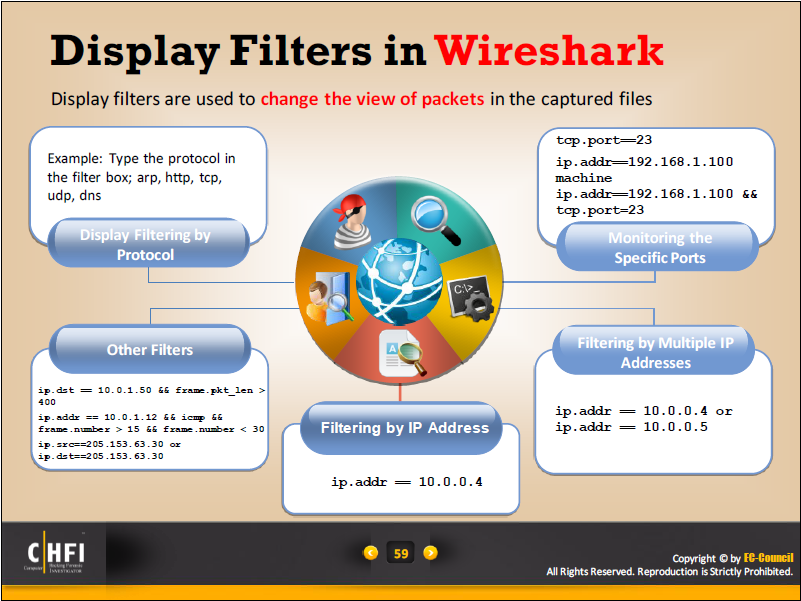 Display Filters in Wireshark
Display filters are used to change the view of packets in the captured files
Example: Type the protocol in
the filter box; arp, http, tcp,
udp, dns
Display Filtering by
Protocol
tcp.port==23
ip.addr==192.168.1.100
machine
ip.addr==192.168.1.100 &&
tcp.port=23
Monitoring the
Specific Ports
C:\>
A
Other Filters
ip.dst == 10.0.1.50 && frame.pkt_len >
400
ip.addr == 10.0.1.12 && icmp &&
frame.number > 15 && frame.number < 30
ip.src==205.153.63.30 or
ip.dst==205.153.63.30
Filtering by IP Address
ip.addr == 10.0.0.4
Filtering by Multiple IP
Addresses
ip.addr == 10.0.0.4 or
ip.addr == 10.0.0.5
CHFI
Computer Hacking Forensic
INVESTIGATOR
59
Copyright © by EC-Council
All Rights Reserved. Reproduction is Strictly Prohibited.